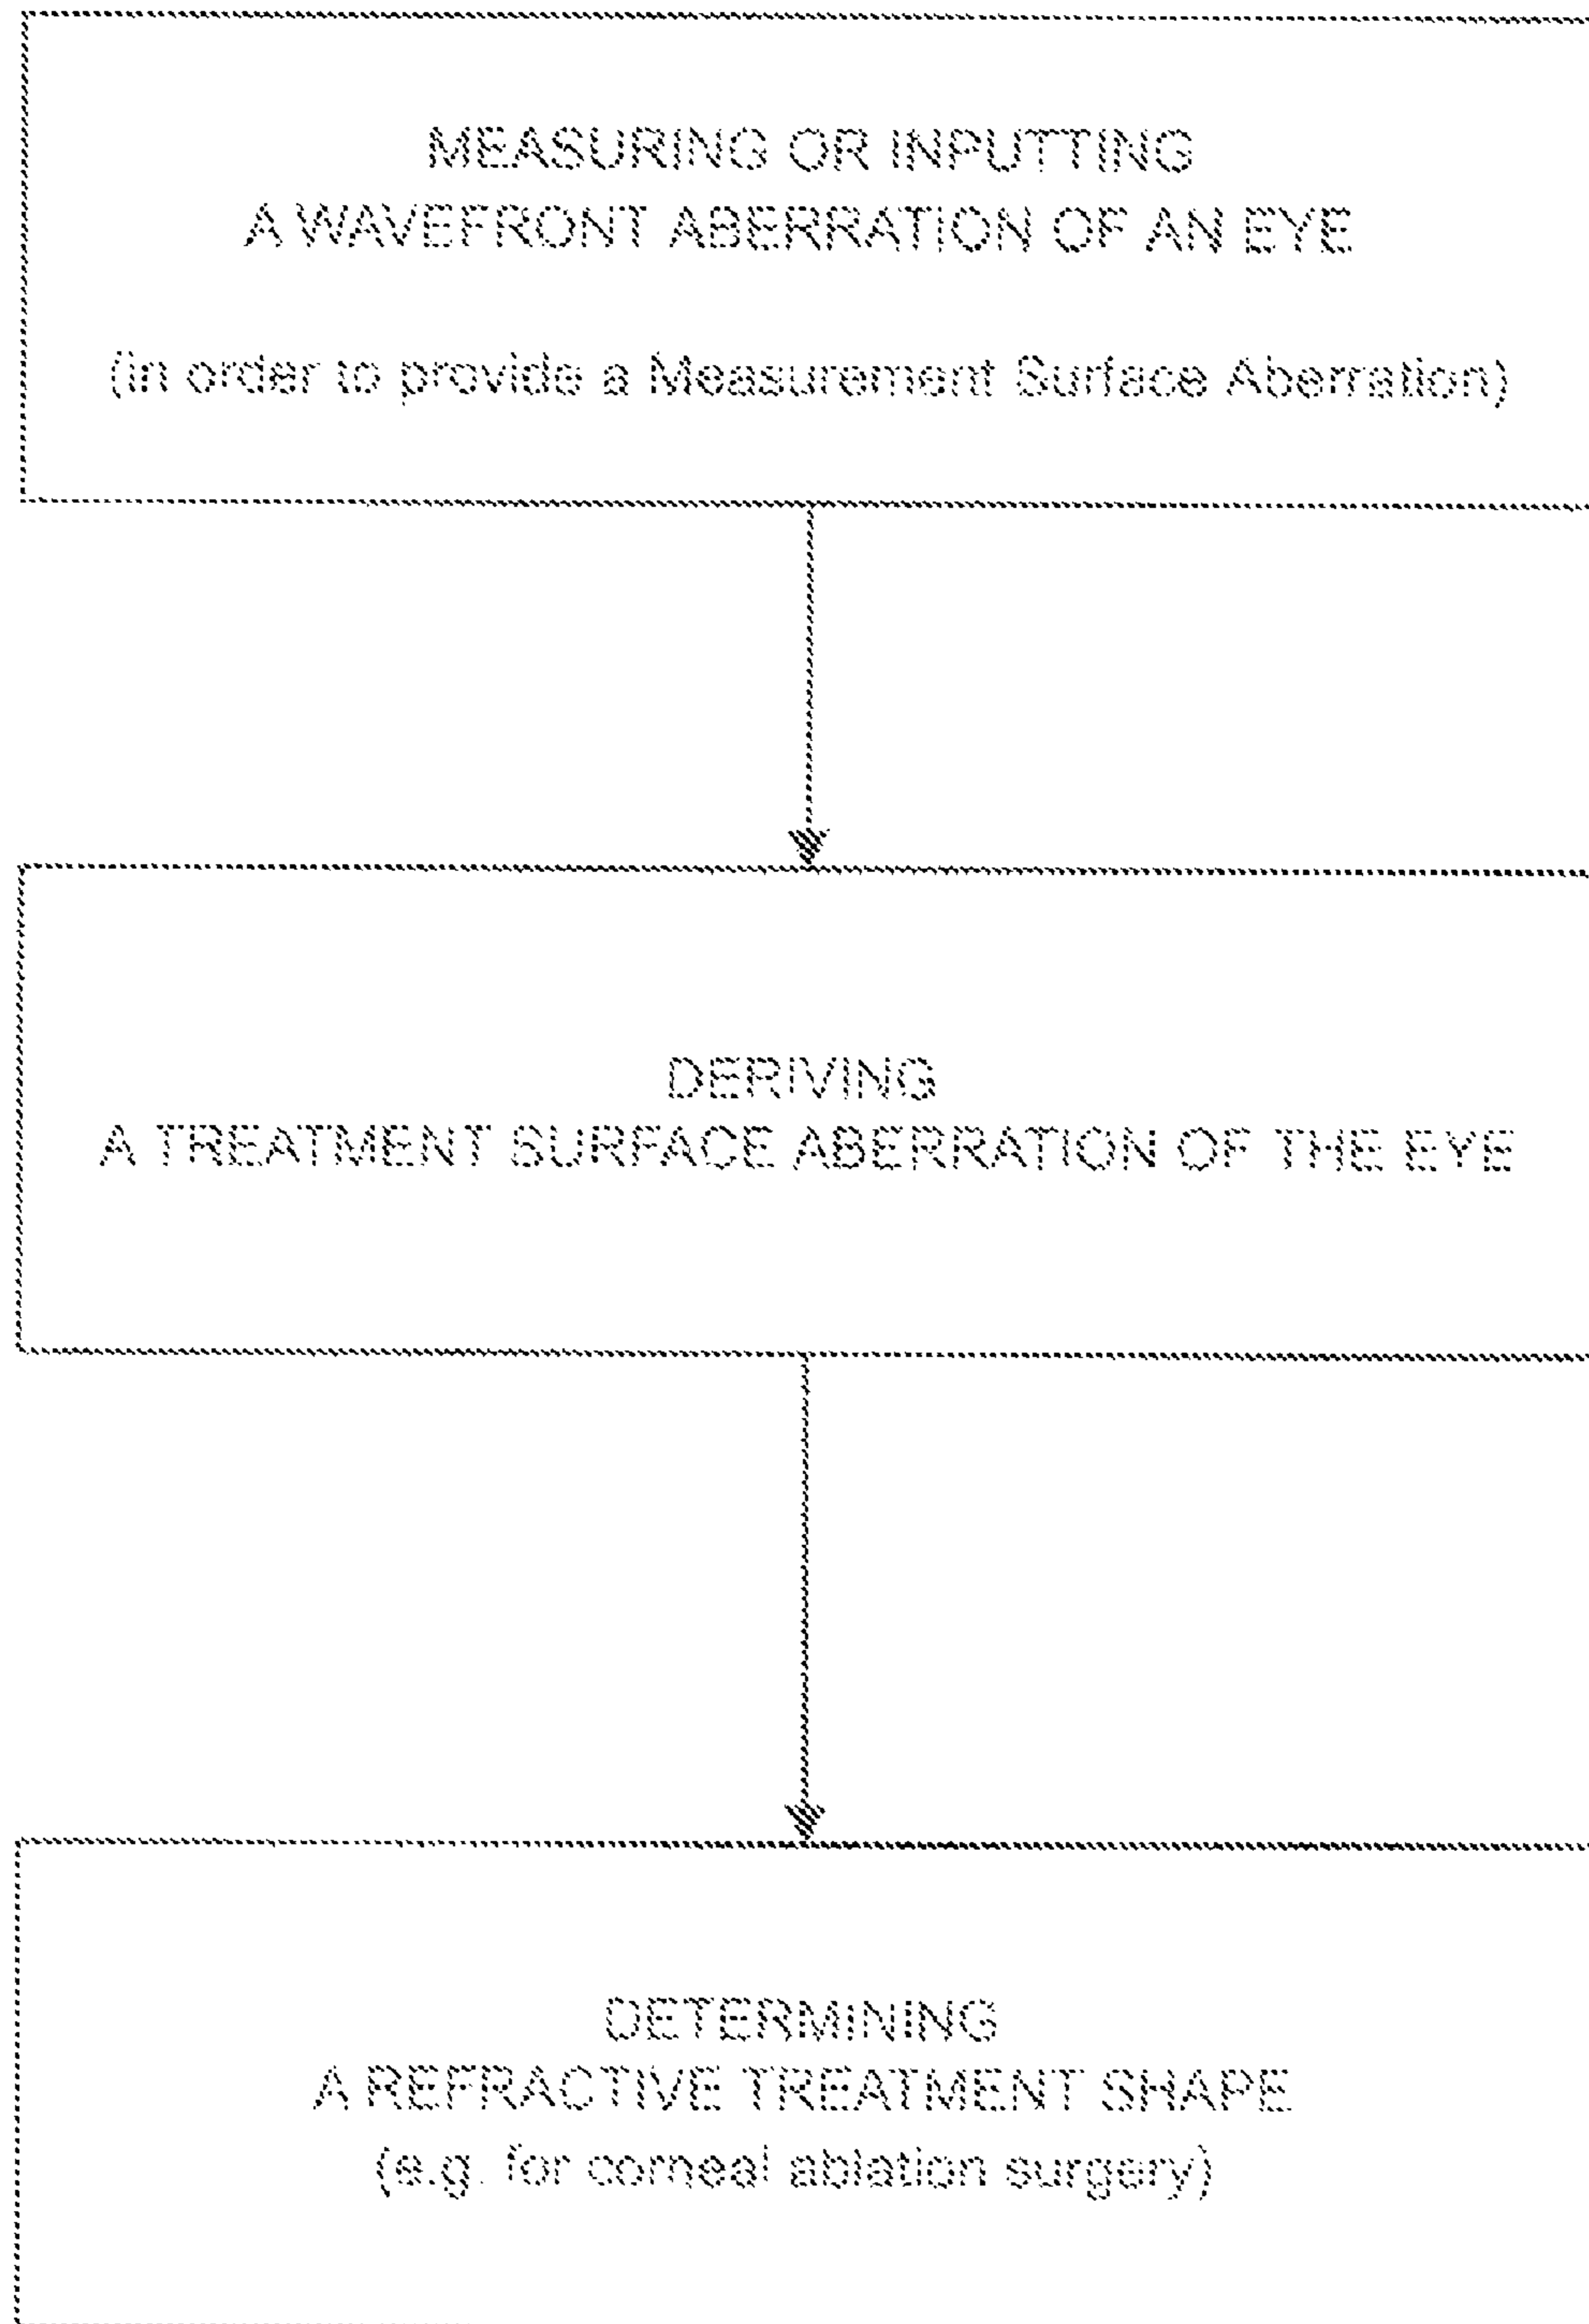 MEASURING OR INPUTTING
A WAVEFRONT ABERRATION OF AN EYE
(in order to provide a Measurement Surface Aberration)
DERIVING
A TREATMENT SURFACE ABERRATION OF THE EYE
DETERMINING
A REFRACTIVE TREATMENT SHAPE
(e.g. for corneal ablation surgery)